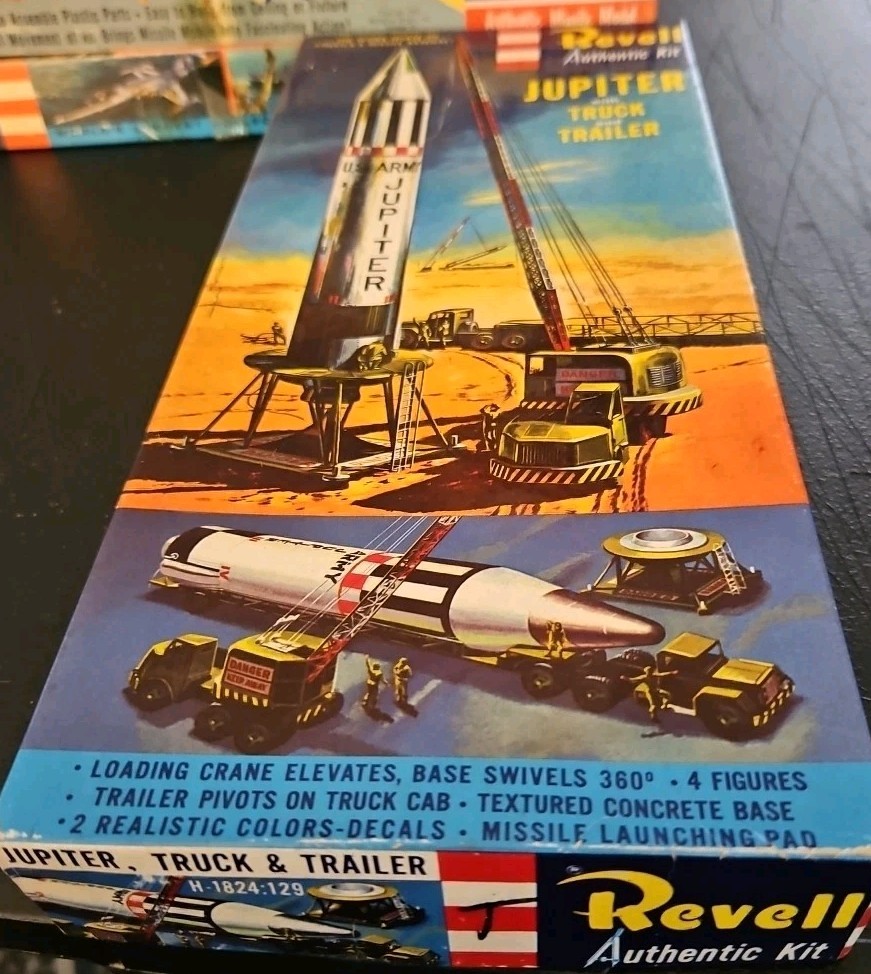 Revell
Authentic Kit
JUPITER
TRUCK
TRAILER
U.S. ARMY
JUPITER
DANGER
ARMY
DANGER
KEEP AWAY
• LOADING CRANE ELEVATES, BASE SWIVELS 360° • 4 FIGURES
• TRAILER PIVOTS ON TRUCK CAB • TEXTURED CONCRETE BASE
• 2 REALISTIC COLORS-DECALS • MISSILE LAUNCHING PAD
JUPITER, TRUCK & TRAILER
H-1824:129
J
Revell
Authentic Kit